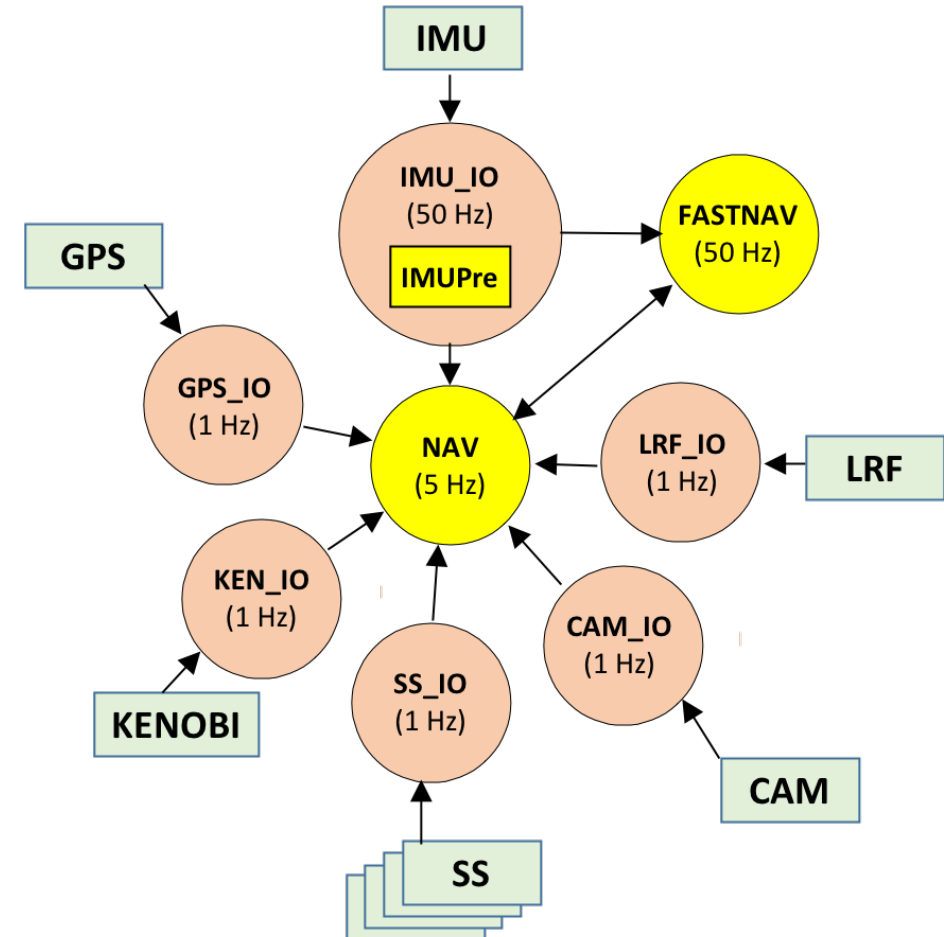 IMU
IMU_IO
(50 Hz)
IMUPre
FASTNAV
(50 Hz)
GPS
GPS_IO
(1 Hz)
NAV
(5 Hz)
LRF_IO
(1 Hz)
LRF
KEN_IO
(1 Hz)
KENOBI
SS_IO
(1 Hz)
CAM_IO
(1 Hz)
CAM
SS